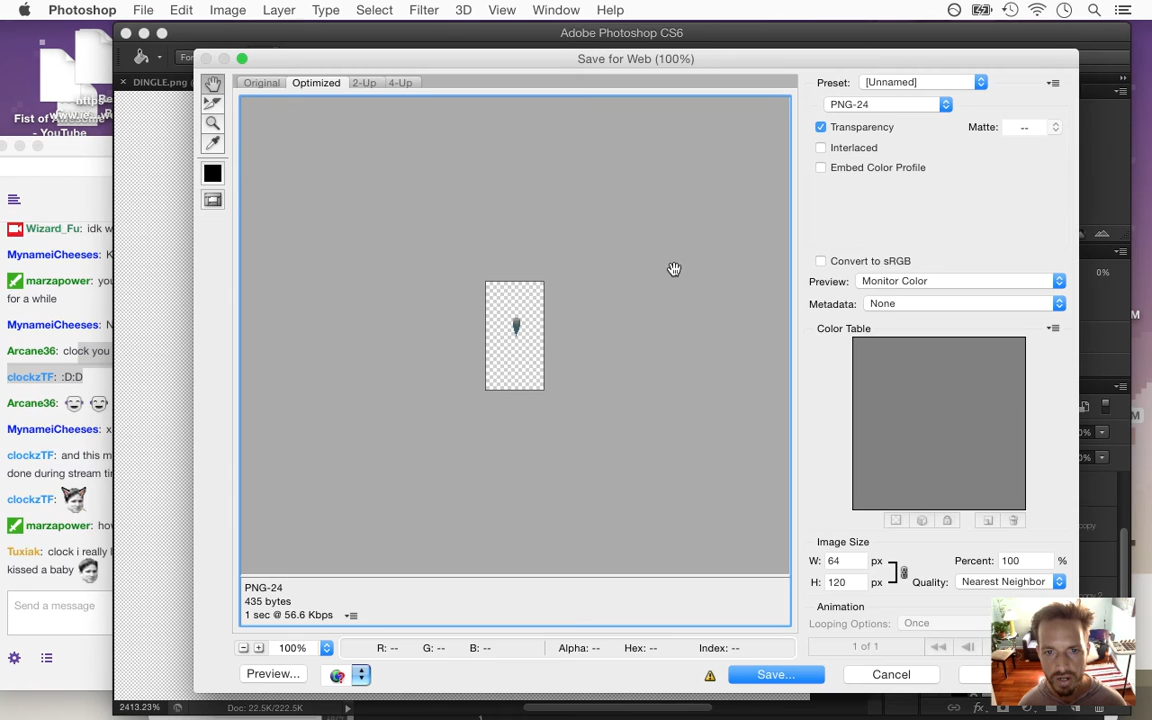 Photoshop File Edit Image Layer Type Select Filter 3D View Window Help
Adobe Photoshop CS6
Save for Web (100%)
DINGLE.png
Fist of
- YouTube
Wizard_Fu: idk w
MynameiCheeses: K
marzapower: you
for a while
MynameiCheeses: N
Arcane36: clock you
clockzTF: :D:D
Arcane36:
MynameiCheeses: x
clockzTF: and this m
done during stream ti
clockzTF:
marzapower: how
Tuxiak: clock i really l
kissed a baby
Send a message
Original Optimized 2-Up 4-Up
PNG-24
435 bytes
1 sec @ 56.6 Kbps
100% R: -- G: -- B: -- Alpha: -- Hex: -- Index: --
Preview... Save... Cancel
Preset: [Unnamed]
PNG-24
Transparency Matte: --
Interlaced
Embed Color Profile
Convert to sRGB
Preview: Monitor Color
Metadata: None
Color Table
Image Size
W: 64 px Percent: 100 %
H: 120 px Quality: Nearest Neighbor
Animation
Looping Options: Once
1 of 1
0%
2413.23% Doc: 22.5K/222.5K